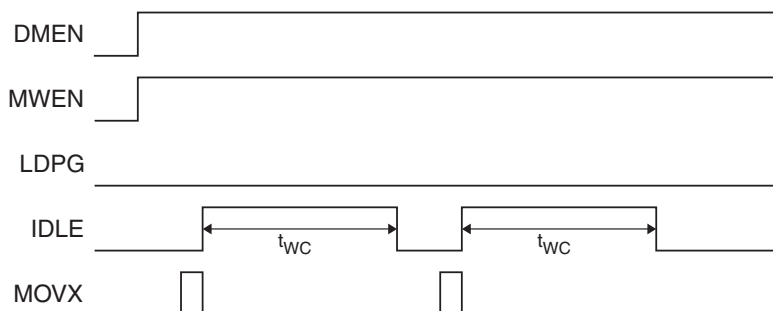 DMEN
MWEN
LDPG
IDLE
tWC tWC
MOVX